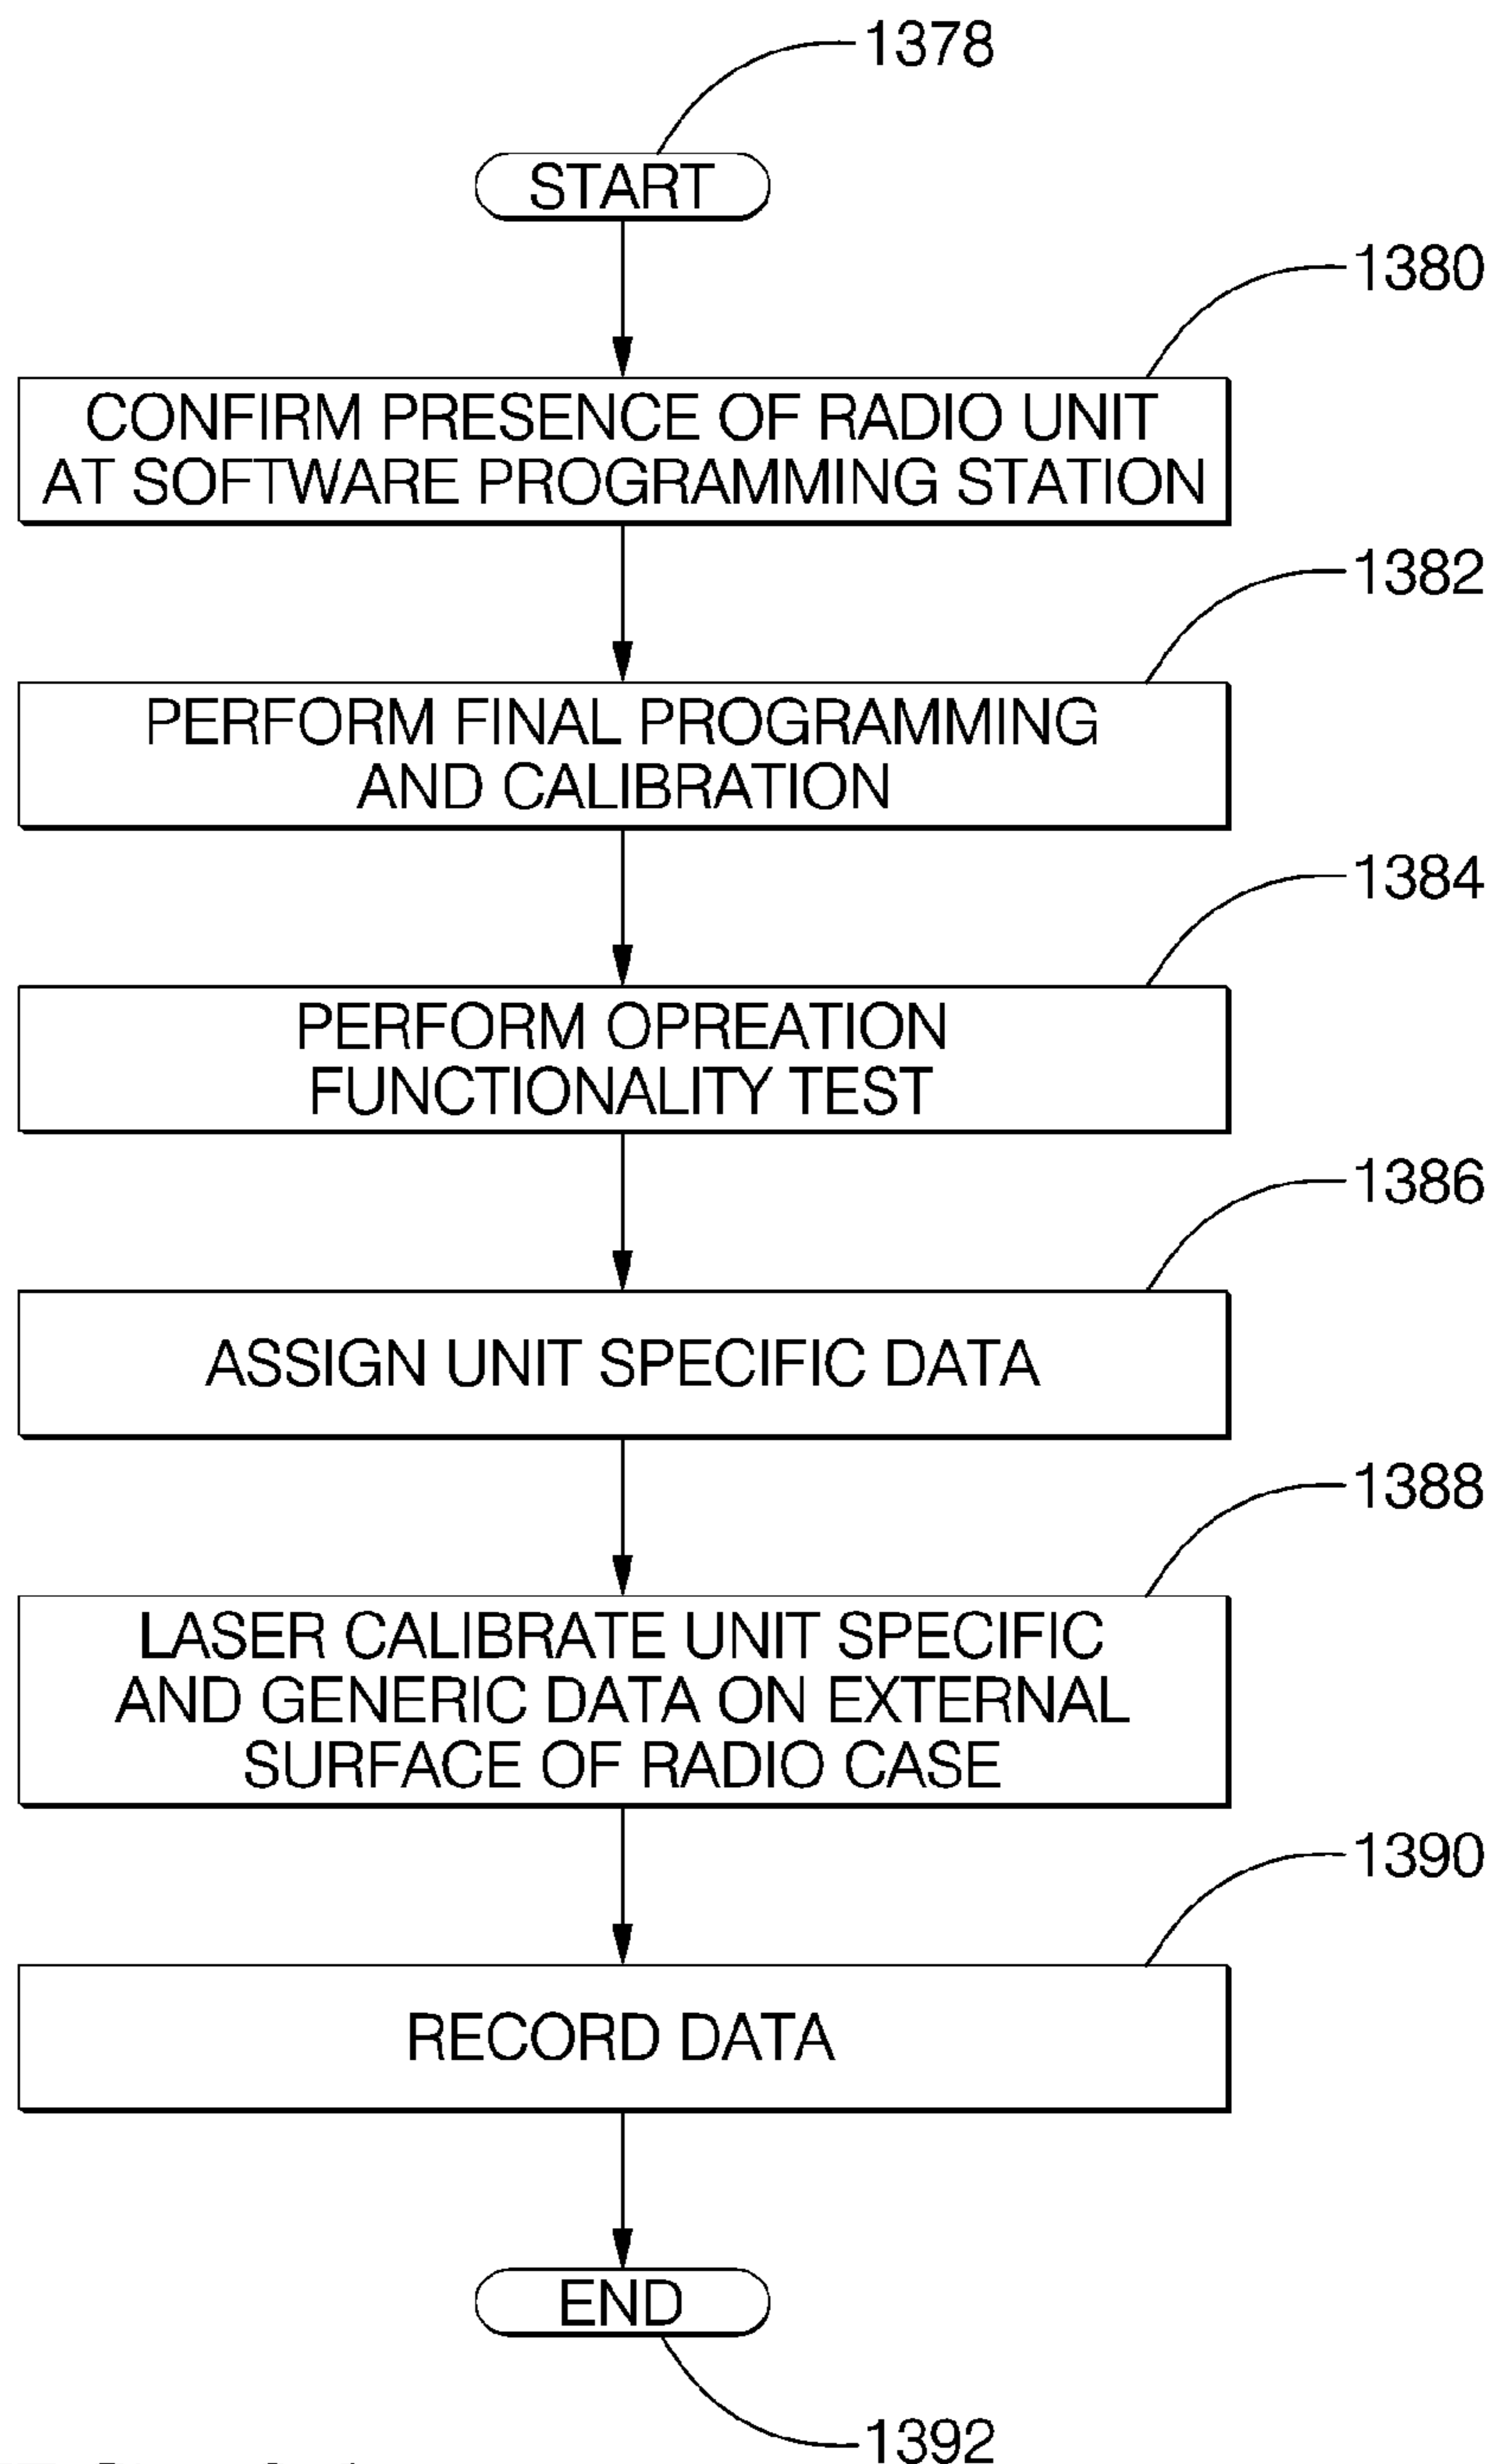 1378
START
1380
CONFIRM PRESENCE OF RADIO UNIT
AT SOFTWARE PROGRAMMING STATION
1382
PERFORM FINAL PROGRAMMING
AND CALIBRATION
1384
PERFORM OPREATION
FUNCTIONALITY TEST
1386
ASSIGN UNIT SPECIFIC DATA
1388
LASER CALIBRATE UNIT SPECIFIC
AND GENERIC DATA ON EXTERNAL
SURFACE OF RADIO CASE
1390
RECORD DATA
END
1392